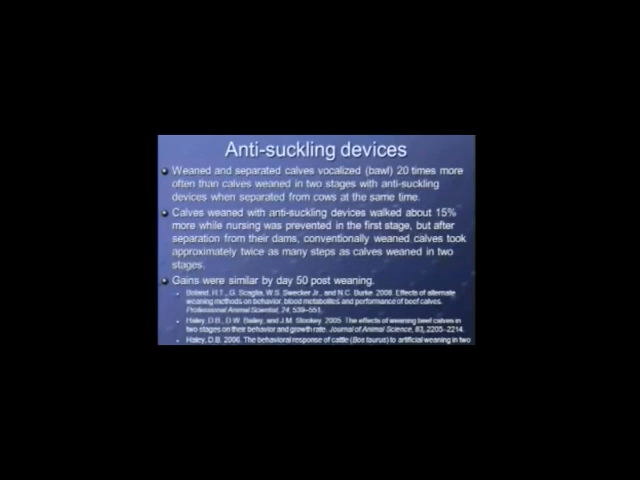 Anti-suckling devices
Weaned and separated calves vocalized (bawl) 20 times more
often than calves weaned in two stages with anti-suckling
devices when separated from cows at the same time.
Calves weaned with anti-suckling devices walked about 15%
more while nursing was prevented in the first stage, but after
separation from their dams, conventionally weaned calves took
approximately twice as many steps as calves weaned in two
stages.
Gains were similar by day 50 post weaning.
Boland, H.T., G. Scaglia, W.S. Swecker Jr., and N.C. Burke. 2008. Effects of alternate
weaning methods on behavior, blood metabolites and performance of beef calves.
Professional Animal Scientist, 24, 539–551.
Haley, D.B., D.W. Bailey, and J.M. Stookey. 2005. The effects of weaning beef calves in
two stages on their behavior and growth rate. Journal of Animal Science, 83, 2205–2214.
Haley, D.B. 2006. The behavioral response of cattle (Bos taurus) to artificial weaning in two